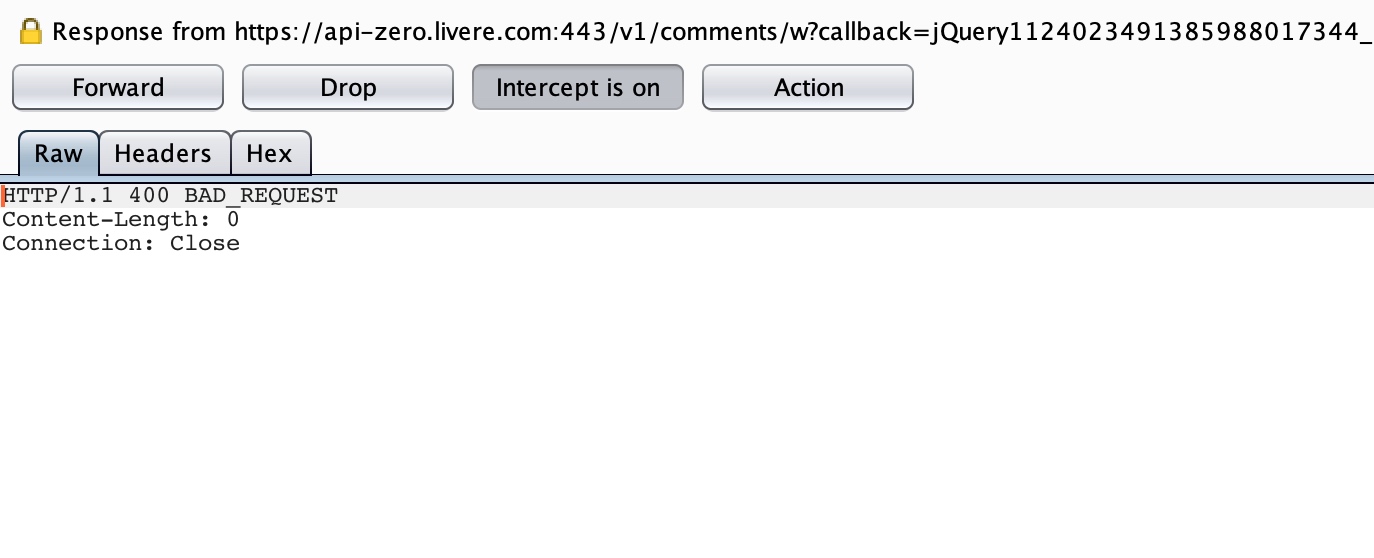 Response from https://api-zero.livere.com:443/v1/comments/w?callback=jQuery1124023491385988017344_
Forward Drop Intercept is on Action
Raw Headers Hex
HTTP/1.1 400 BAD_REQUEST
Content-Length: 0
Connection: Close